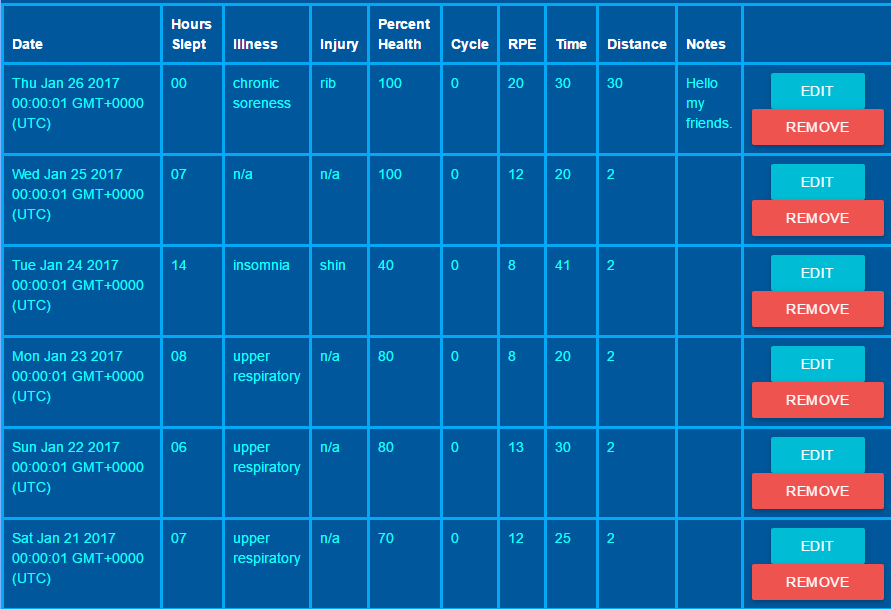 Date Hours Slept Illness Injury Percent Health Cycle RPE Time Distance Notes
Thu Jan 26 2017 00:00:01 GMT+0000 (UTC) 00 chronic soreness rib 100 0 20 30 30 Hello my friends. EDIT REMOVE
Wed Jan 25 2017 00:00:01 GMT+0000 (UTC) 07 n/a n/a 100 0 12 20 2 EDIT REMOVE
Tue Jan 24 2017 00:00:01 GMT+0000 (UTC) 14 insomnia shin 40 0 8 41 2 EDIT REMOVE
Mon Jan 23 2017 00:00:01 GMT+0000 (UTC) 08 upper respiratory n/a 80 0 8 20 2 EDIT REMOVE
Sun Jan 22 2017 00:00:01 GMT+0000 (UTC) 06 upper respiratory n/a 80 0 13 30 2 EDIT REMOVE
Sat Jan 21 2017 00:00:01 GMT+0000 (UTC) 07 upper respiratory n/a 70 0 12 25 2 EDIT REMOVE